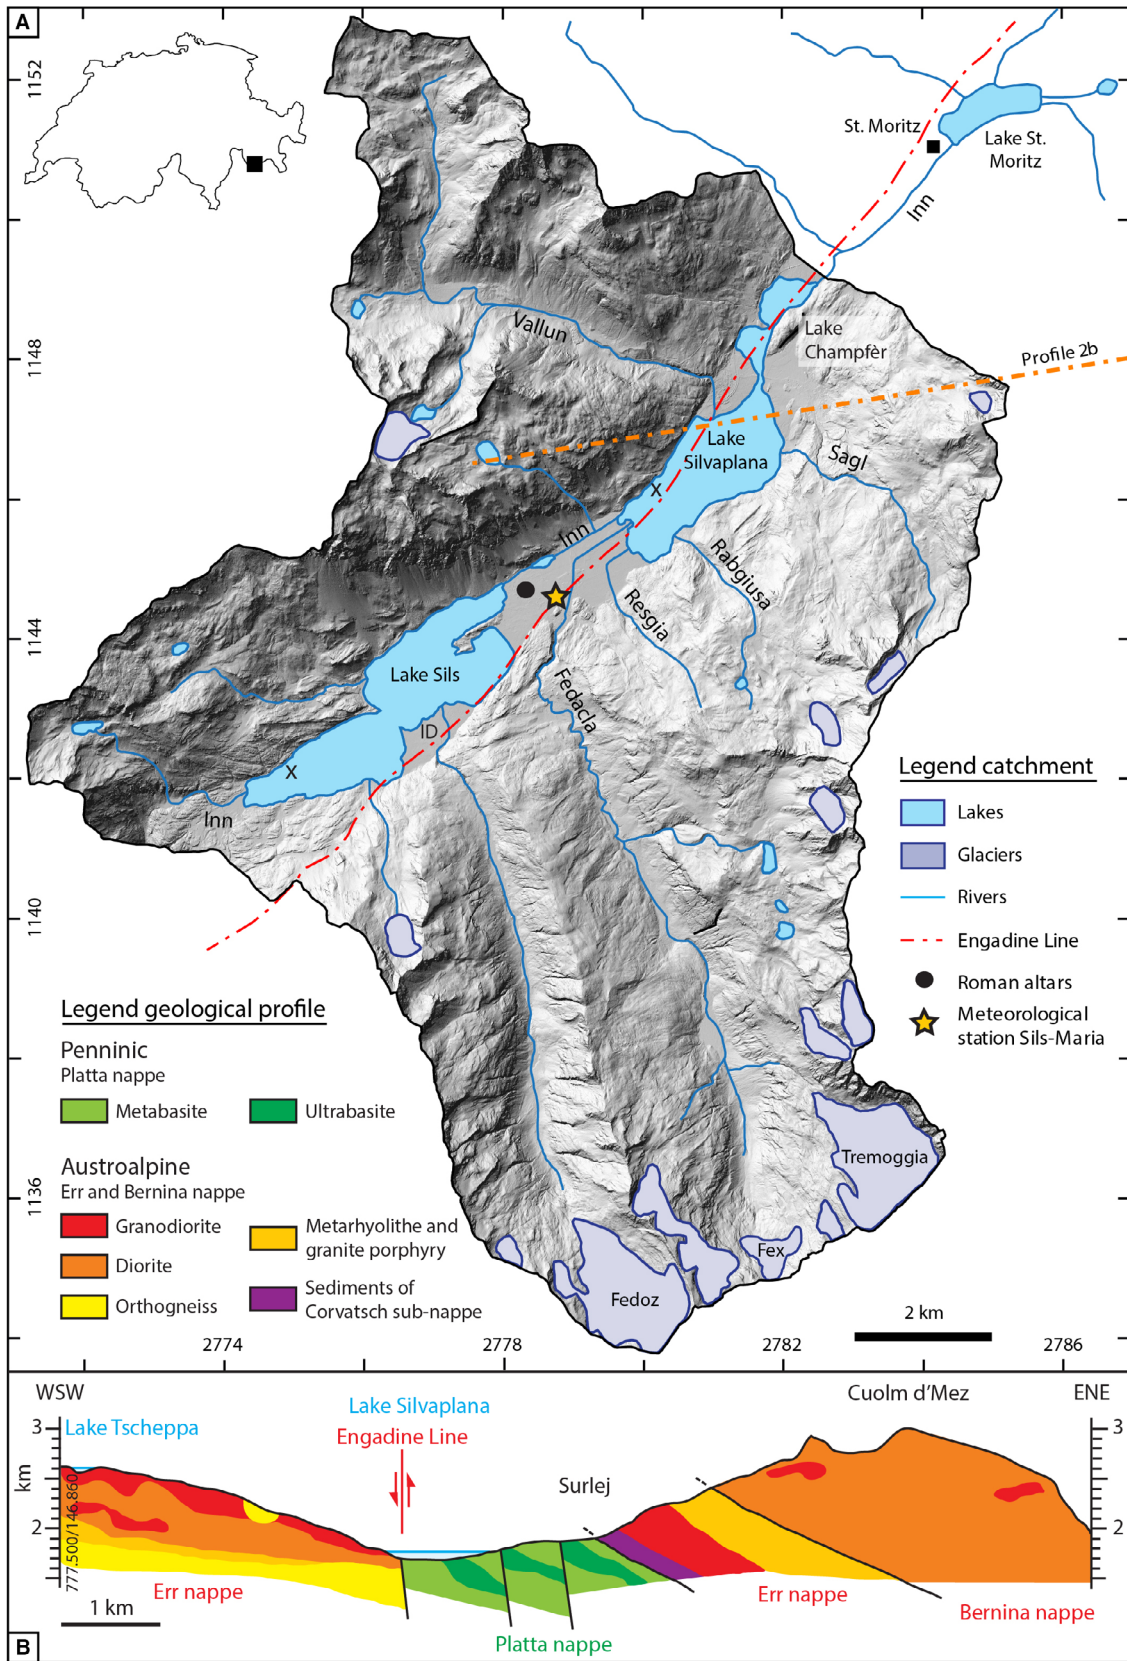 A
1152
1148
1144
1140
1136
St. Moritz
Lake St.
Moritz
Inn
Vallun
Lake
Champfèr
Profile 2b
Lake
Silvaplana
Sagl
X
Inn
Rabgiusa
Resgia
Lake Sils
Fedacla
ID
X
Inn
Legend catchment
Lakes
Glaciers
Rivers
Engadine Line
Roman altars
Meteorological
station Sils-Maria
Legend geological profile
Penninic
Platta nappe
Metabasite
Ultrabasite
Austroalpine
Err and Bernina nappe
Granodiorite
Metarhyolithe and
granite porphyry
Diorite
Orthogneiss
Sediments of
Corvatsch sub-nappe
Tremoggia
Fex
Fedoz
2 km
2774
2778
2782
2786
WSW
Lake Silvaplana
Cuolm d'Mez
ENE
3
Lake Tscheppa
Engadine Line
3
km
Surlej
2
2
777.500/146.860
Err nappe
Err nappe
1 km
Bernina nappe
Platta nappe
B